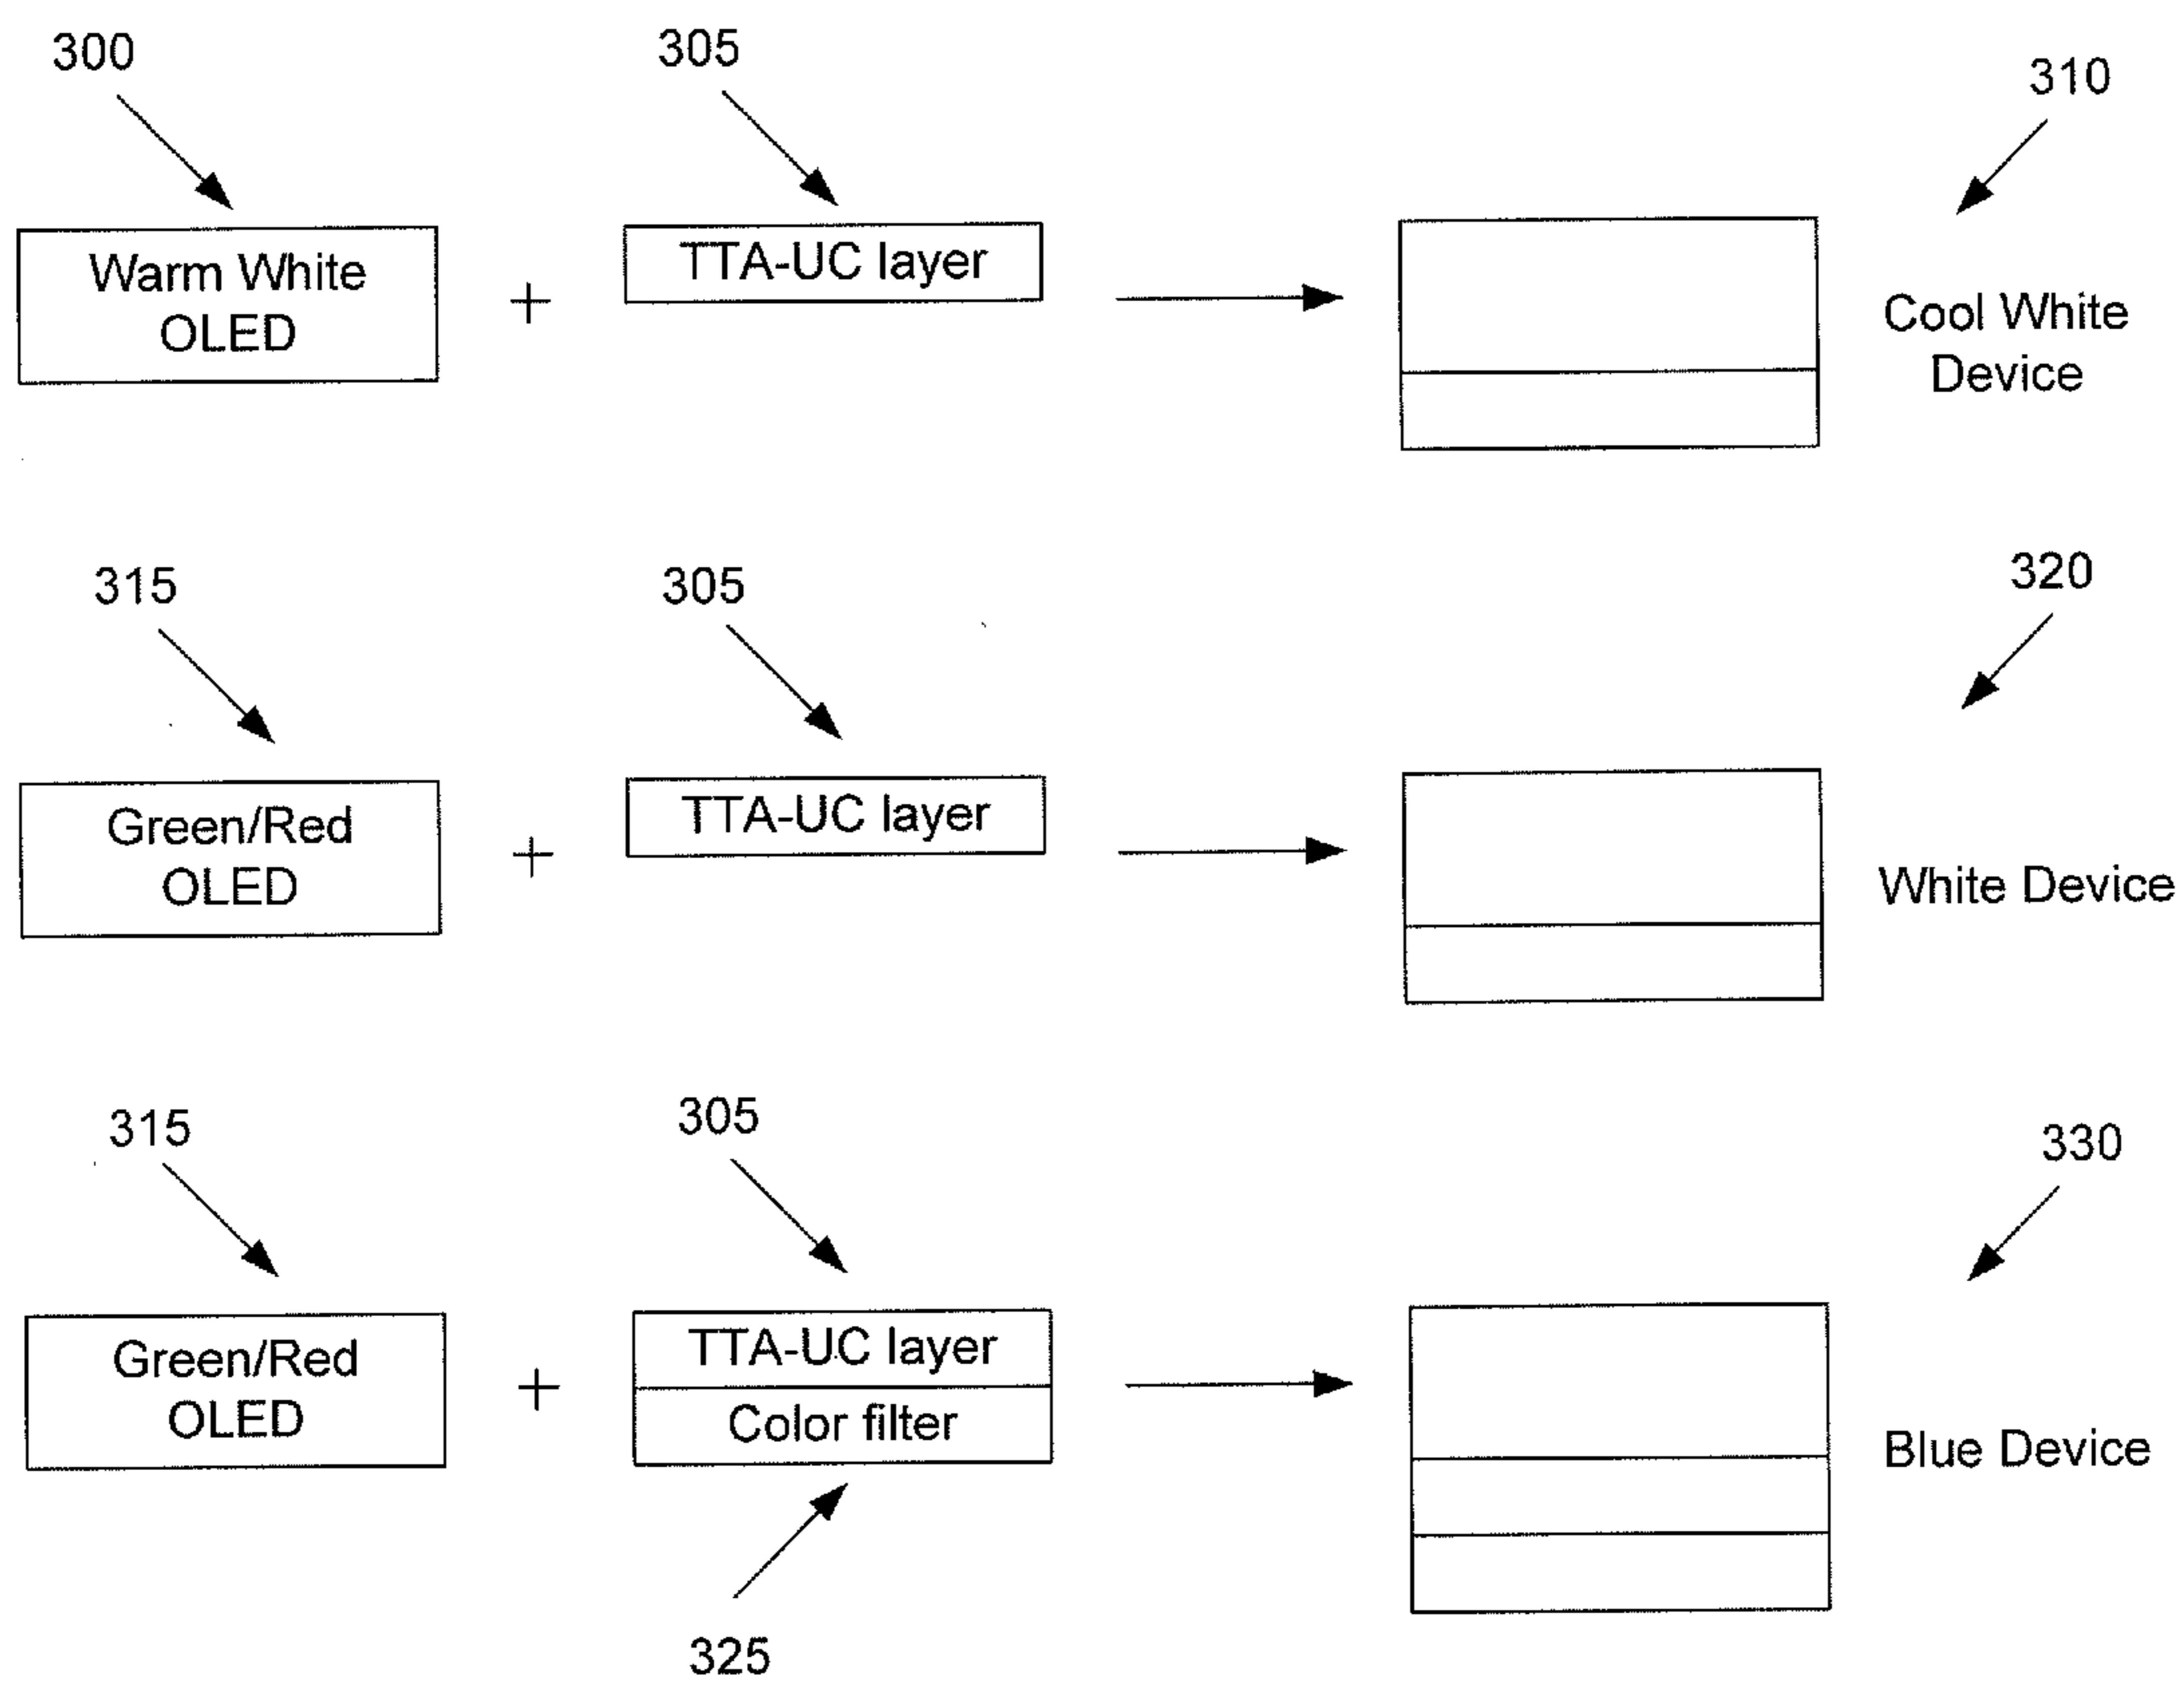 300
305
310
Warm White
OLED
+
TTA-UC layer
Cool White
Device
315
305
320
Green/Red
OLED
+
TTA-UC layer
White Device
315
305
330
Green/Red
OLED
+
TTA-UC layer
Color filter
Blue Device
325